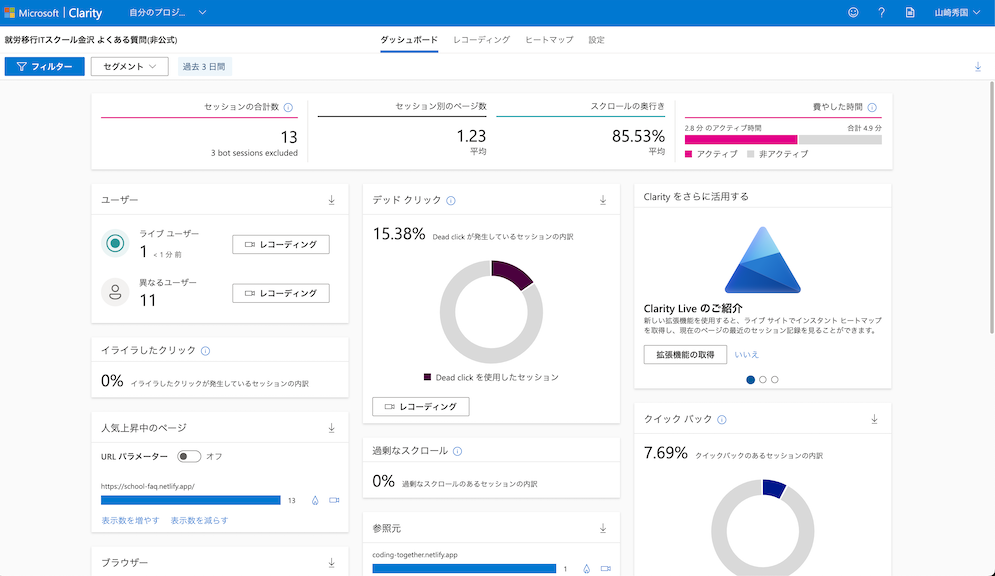 Microsoft | Clarity 自分のプロジ... 山崎秀国
就労移行ITスクール金沢 よくある質問(非公式) ダッシュボード レコーディング ヒートマップ 設定
フィルター セグメント 過去 3 日間
セッションの合計数
13
3 bot sessions excluded
セッション別のページ数
1.23
平均
スクロールの奥行き
85.53%
平均
費やした時間
2.8 分 のアクティブ時間 合計 4.9 分
アクティブ 非アクティブ
ユーザー
ライブ ユーザー
1 < 1 分 前
レコーディング
異なるユーザー
11
レコーディング
イライラしたクリック
0% イライラしたクリックが発生しているセッションの内訳
人気上昇中のページ
URL パラメーター オフ
https://school-faq.netlify.app/
13
表示数を増やす 表示数を減らす
ブラウザー
デッド クリック
15.38% Dead click が発生しているセッションの内訳
Dead click を使用したセッション
レコーディング
過剰なスクロール
0% 過剰なスクロールのあるセッションの内訳
参照元
coding-together.netlify.app
1
Clarity をさらに活用する
Clarity Live のご紹介
新しい拡張機能を使用すると、ライブ サイトでインスタント ヒートマップ
を取得し、現在のページの最近のセッション記録を見ることができます。
拡張機能の取得 いいえ
クイック バック
7.69% クイックバックのあるセッションの内訳